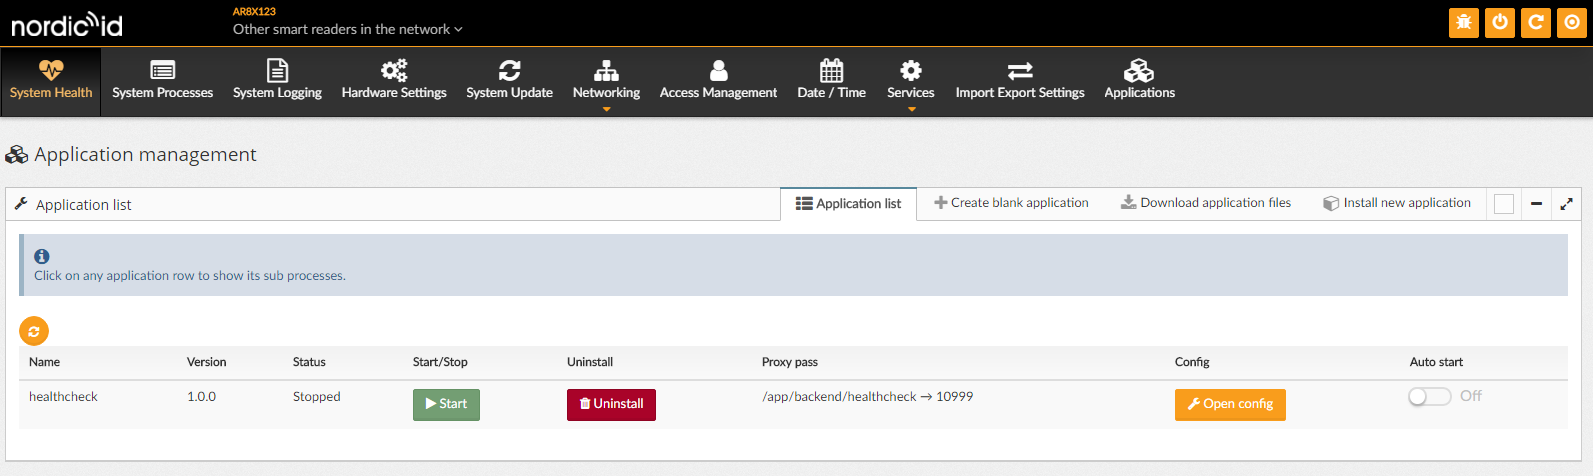 nordic id
AR8X123
Other smart readers in the network
System Health
System Processes
System Logging
Hardware Settings
System Update
Networking
Access Management
Date / Time
Services
Import Export Settings
Applications
Application management
Application list
Application list
Create blank application
Download application files
Install new application
Click on any application row to show its sub processes.
Name Version Status Start/Stop Uninstall Proxy pass Config Auto start
healthcheck 1.0.0 Stopped Start Uninstall /app/backend/healthcheck → 10999 Open config Off